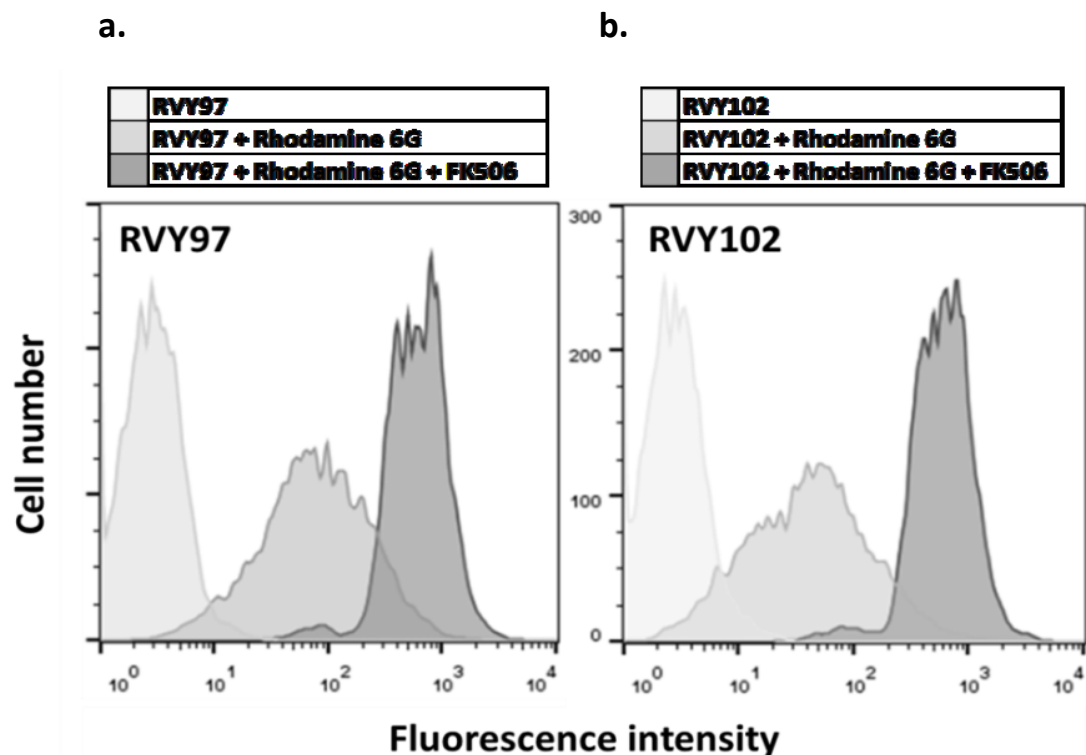 a.
b.
RVY97
RVY97 + Rhodamine 6G
RVY97 + Rhodamine 6G + FK506
RVY102
RVY102 + Rhodamine 6G
RVY102 + Rhodamine 6G + FK506
RVY97
RVY102
Cell number
300
200
100
0
10^0 10^1 10^2 10^3 10^4
10^0 10^1 10^2 10^3 10^4
Fluorescence intensity